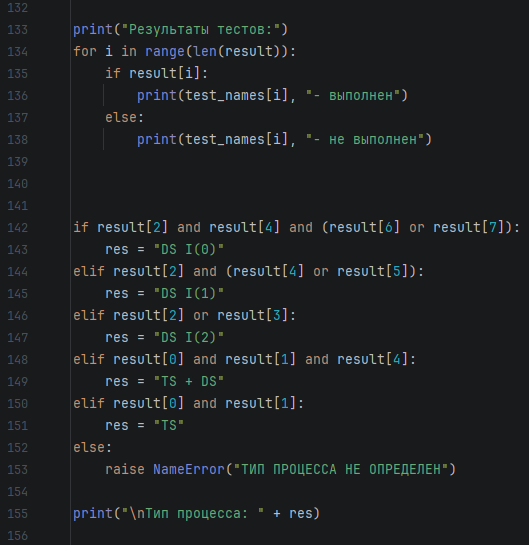 132
133 print("Результаты тестов:")
134 for i in range(len(result)):
135     if result[i]:
136         print(test_names[i], "- выполнен")
137     else:
138         print(test_names[i], "- не выполнен")
139
140
141
142 if result[2] and result[4] and (result[6] or result[7]):
143     res = "DS I(0)"
144 elif result[2] and (result[4] or result[5]):
145     res = "DS I(1)"
146 elif result[2] or result[3]:
147     res = "DS I(2)"
148 elif result[0] and result[1] and result[4]:
149     res = "TS + DS"
150 elif result[0] and result[1]:
151     res = "TS"
152 else:
153     raise NameError("ТИП ПРОЦЕССА НЕ ОПРЕДЕЛЕН")
154
155 print("\nТип процесса: " + res)
156